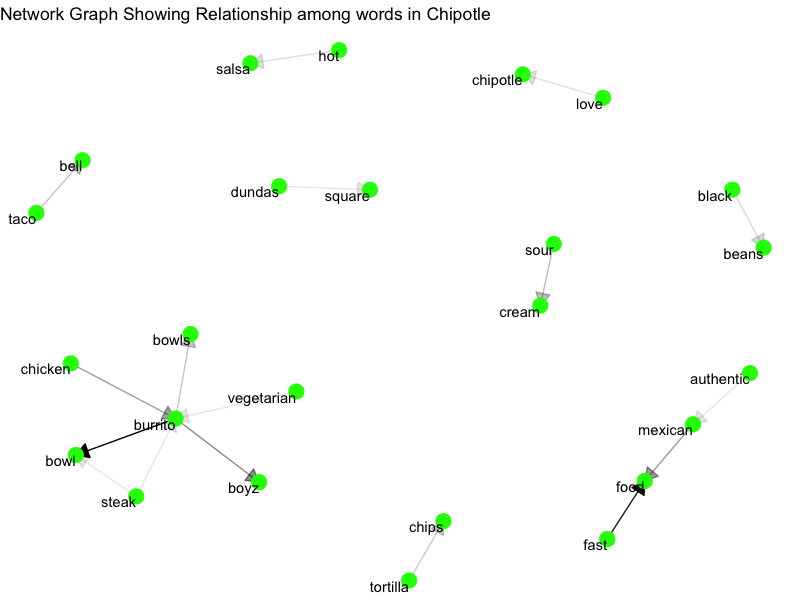 Network Graph Showing Relationship among words in Chipotle
hot
salsa
chipotle
love
bell
taco
dundas
square
black
beans
sour
cream
bowls
chicken
vegetarian
burrito
bowl
steak
boyz
authentic
mexican
food
fast
chips
tortilla